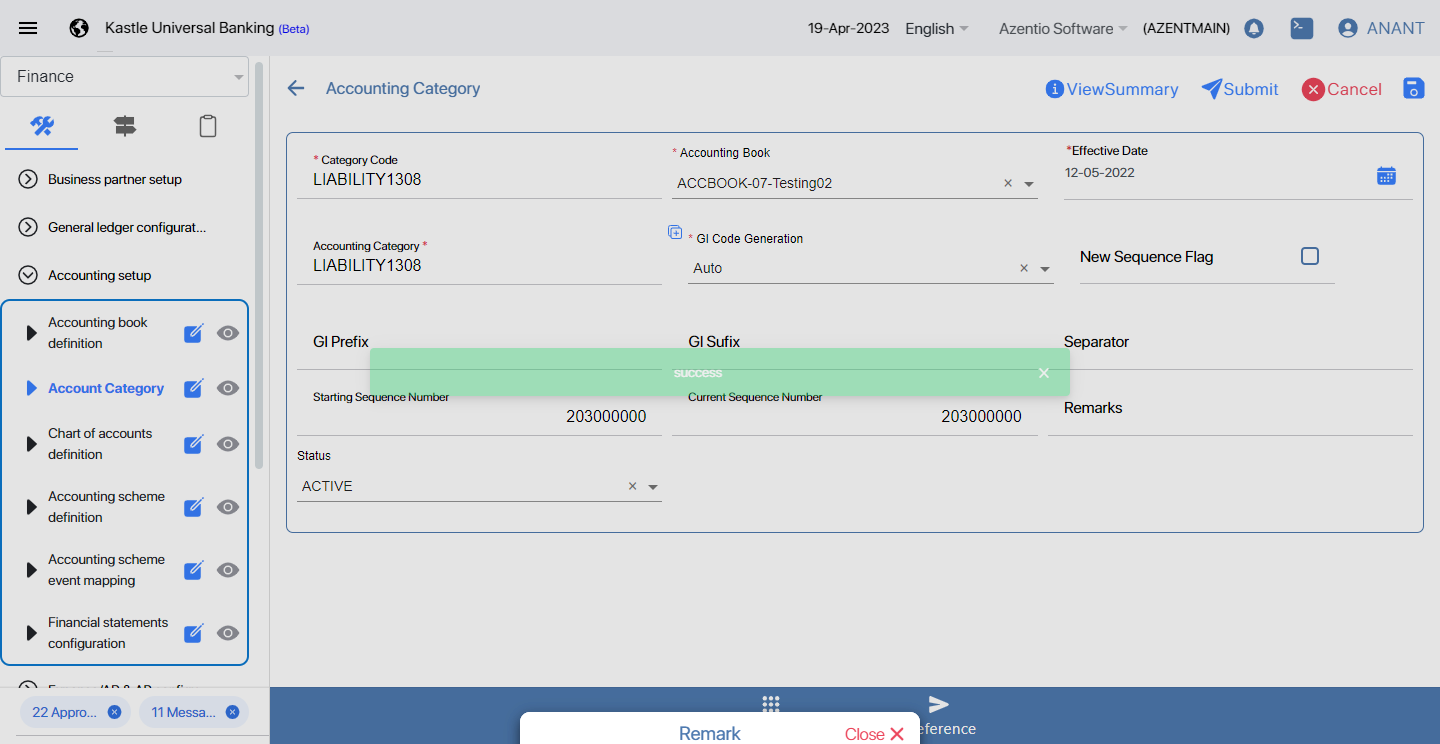 Kastle Universal Banking (Beta)
19-Apr-2023
English
Azentio Software
(AZENTMAIN)
ANANT
Finance
Business partner setup
General ledger configurat...
Accounting setup
Accounting book
definition
Account Category
Chart of accounts
definition
Accounting scheme
definition
Accounting scheme
event mapping
Financial statements
configuration
22 Appro...
11 Messa...
Accounting Category
ViewSummary
Submit
Cancel
* Category Code
LIABILITY1308
* Accounting Book
ACCBOOK-07-Testing02
*Effective Date
12-05-2022
Accounting Category *
LIABILITY1308
* GI Code Generation
Auto
New Sequence Flag
GI Prefix
GI Sufix
Separator
success
Starting Sequence Number
203000000
Current Sequence Number
203000000
Remarks
Status
ACTIVE
eference
Remark
Close